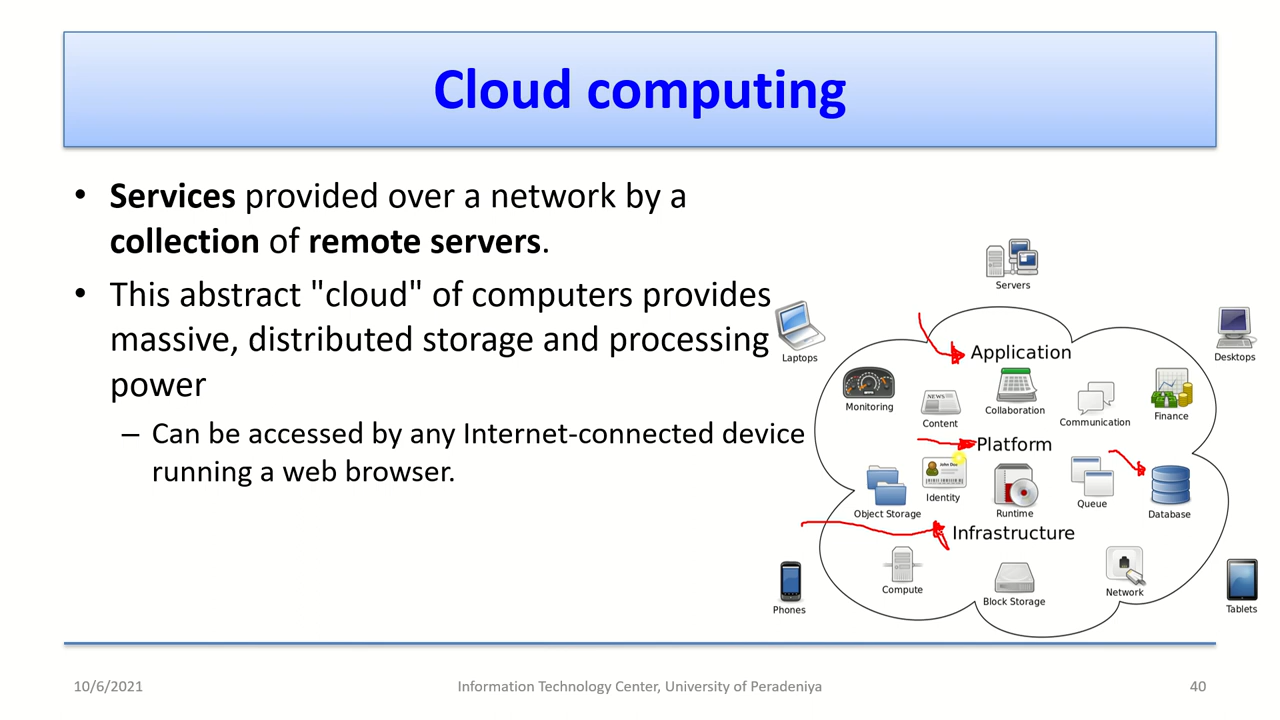 Cloud computing
• Services provided over a network by a
collection of remote servers.
• This abstract "cloud" of computers provides
massive, distributed storage and processing
power
– Can be accessed by any Internet-connected device
running a web browser.
Servers
Laptops
Desktops
Application
Monitoring
Content
Collaboration
Communication
Finance
NEWS
Platform
John Doe
Object Storage
Identity
Runtime
Queue
Database
Infrastructure
Compute
Block Storage
Network
Phones
Tablets
10/6/2021
Information Technology Center, University of Peradeniya
40